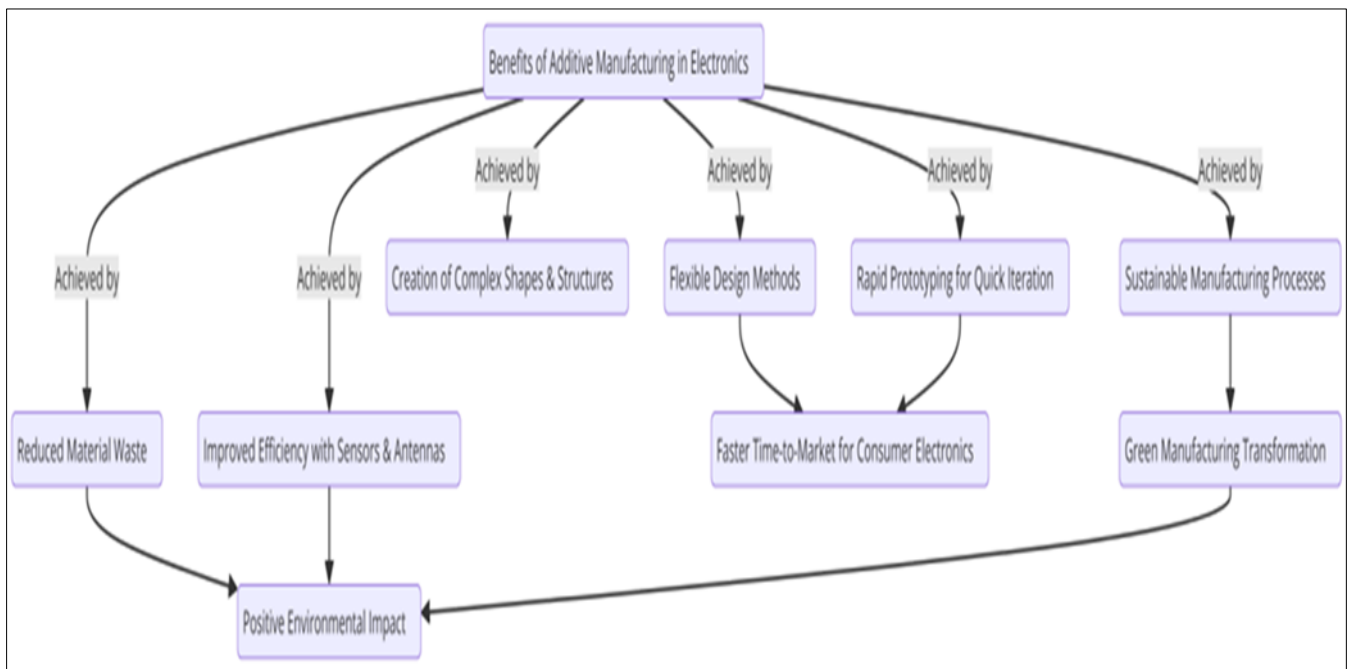 Benefits of Additive Manufacturing in Electronics
Achieved by
Achieved by
Achieved by
Achieved by
Creation of Complex Shapes & Structures
Flexible Design Methods
Rapid Prototyping for Quick Iteration
Sustainable Manufacturing Processes
Achieved by
Achieved by
Reduced Material Waste
Improved Efficiency with Sensors & Antennas
Faster Time-to-Market for Consumer Electronics
Green Manufacturing Transformation
Positive Environmental Impact